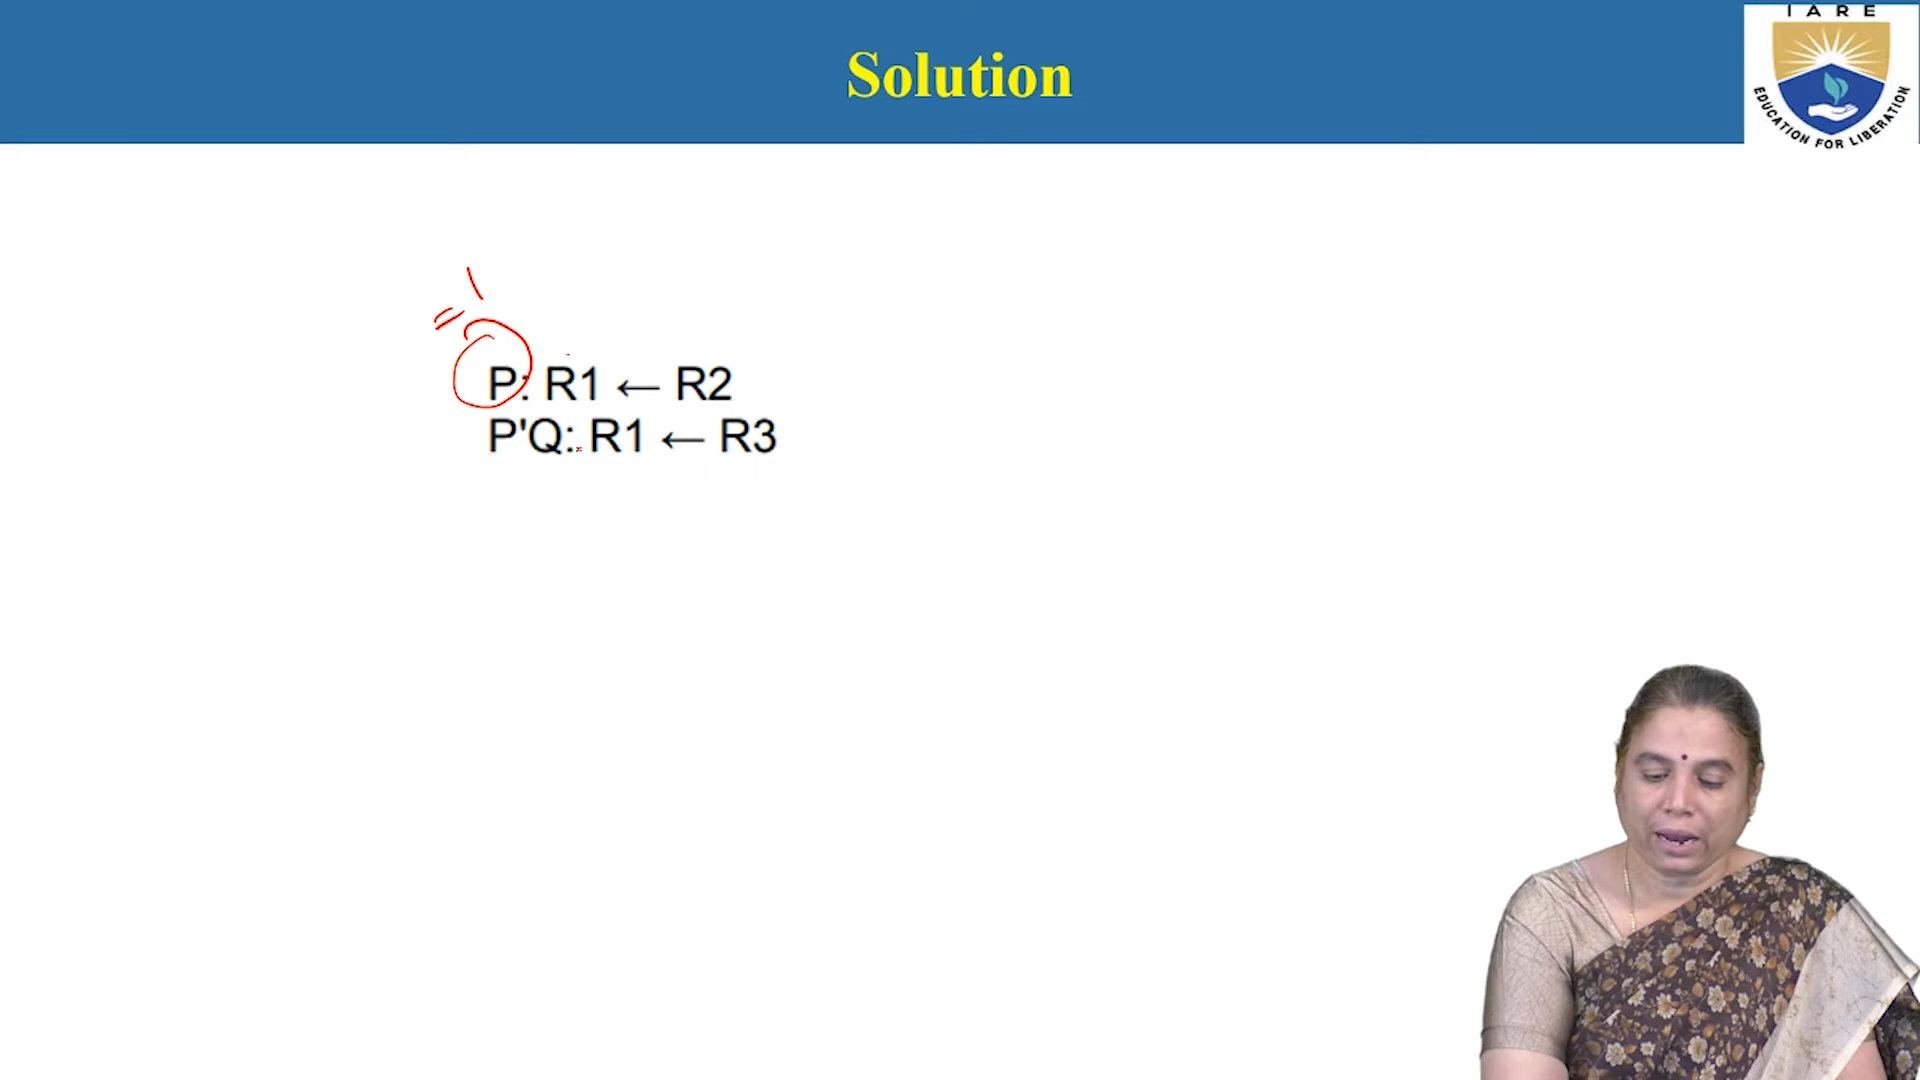 IARE
EDUCATION FOR LIBERATION
Solution
P: R1 ← R2
P'Q: R1 ← R3